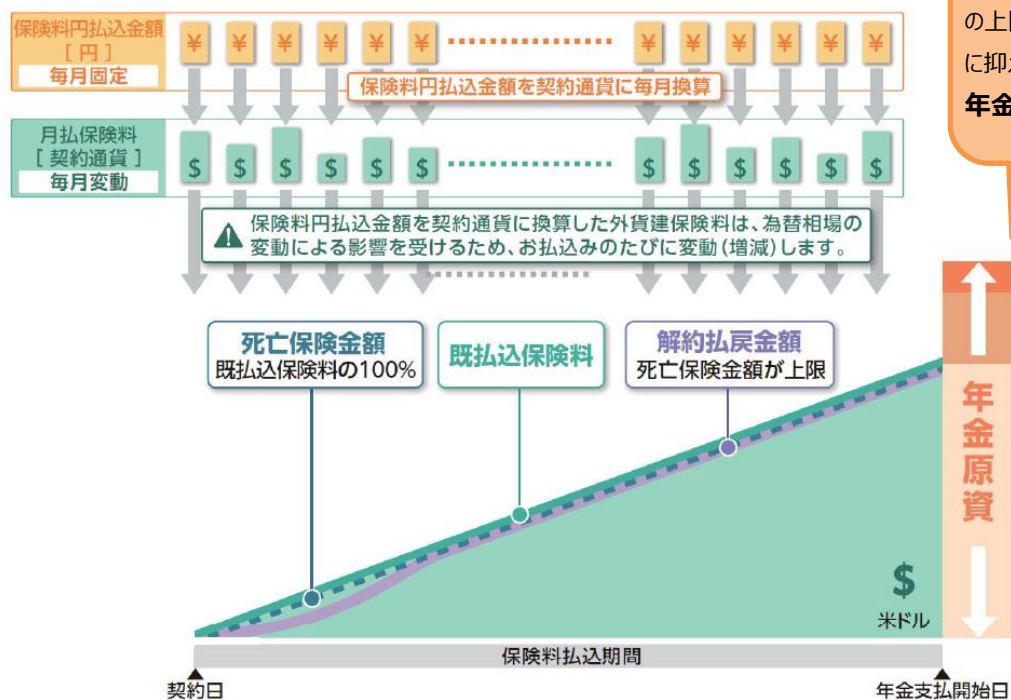 保険料円払込金額
[ 円 ]
毎月固定
¥ ¥ ¥ ¥ ¥ ¥ ¥ ¥ ¥ ¥ ¥ ¥
保険料円払込金額を契約通貨に毎月換算
月払保険料
[ 契約通貨 ]
毎月変動
$ $ $ $ $ $ $ $ $ $ $ $
保険料円払込金額を契約通貨に換算した外貨建保険料は、為替相場の
変動による影響を受けるため、お払込みのたびに変動(増減)します。
に抑
年金
死亡保険金額
既払込保険料の100%
既払込保険料
解約払戻金額
死亡保険金額が上限
年金原資
$
米ドル
保険料払込期間
契約日
年金支払開始日